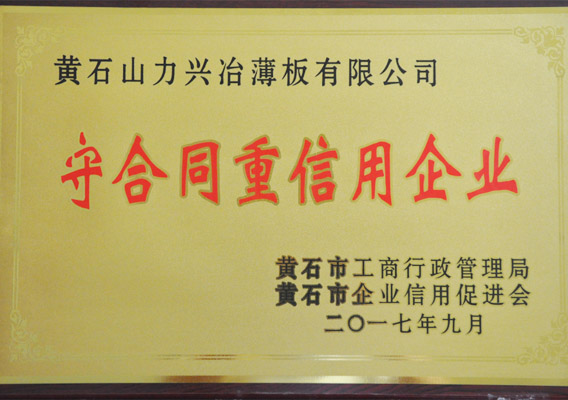 黄石山力兴冶薄板有限公司
守合同重信用企业
黄石市工商行政管理局
黄石市企业信用促进会
二〇一七年九月